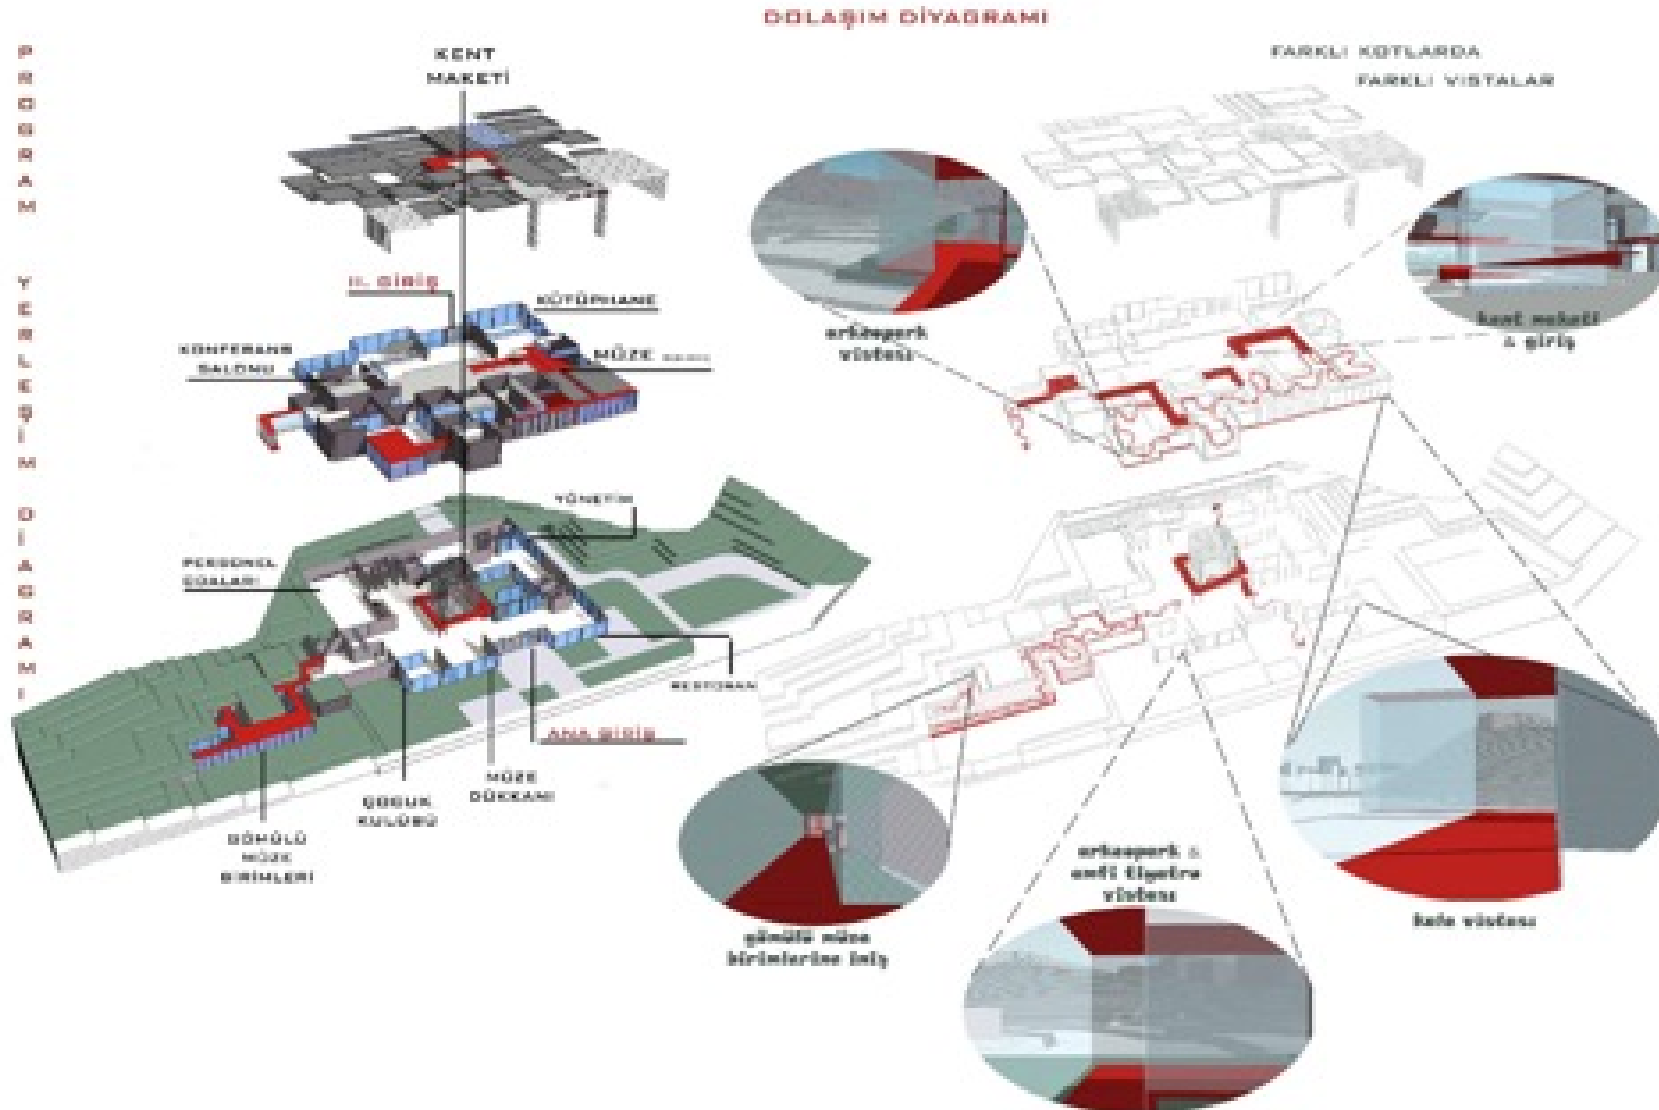 DOLAŞIM DİYAGRAMI
PROGRAM YERLEŞİM DİAGRAMI
KENT
MAKETİ
FARKLI KOTLARDA
FARKLI VISTALAR
II. GİRİŞ
KÜTÜPHANE
KONFERANS
SALONU
MÜZE
arkeopark
vistası
kent maketi
& giriş
YÖNETİM
PERSONEL
ODALARI
RESTORAN
ANA GİRİŞ
MÜZE
DÜKKANI
ÇOCUK
KULÜBÜ
GÖMÜLÜ
MÜZE
BİRİMLERİ
gömülü müze
birimlerine iniş
arkeopark &
amfi tiyatro
vistası
kale vistası